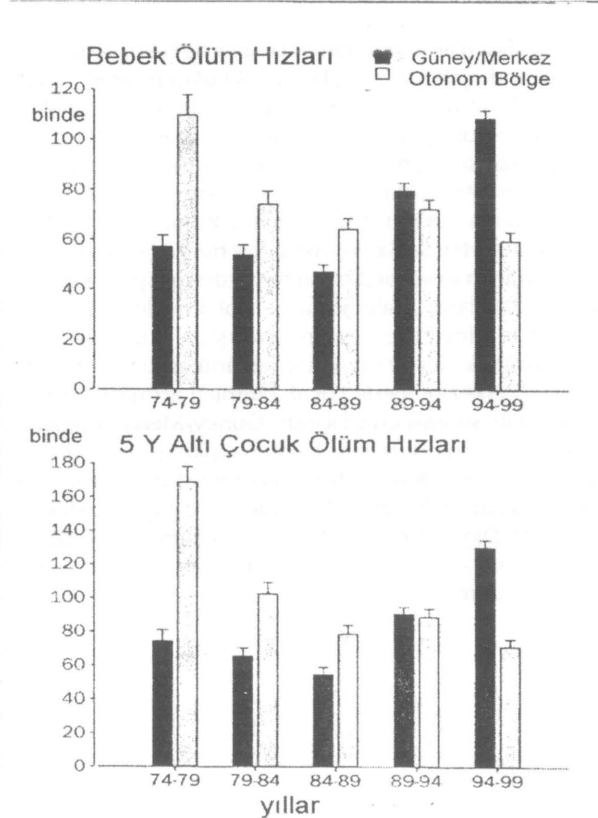 Bebek Ölüm Hızları
Güney/Merkez
Otonom Bölge
binde
120
100
80
60
40
20
0
74-79 79-84 84-89 89-94 94-99
binde
5 Y Altı Çocuk Ölüm Hızları
180
160
140
120
100
80
60
40
20
0
74-79 79-84 84-89 89-94 94-99
yıllar